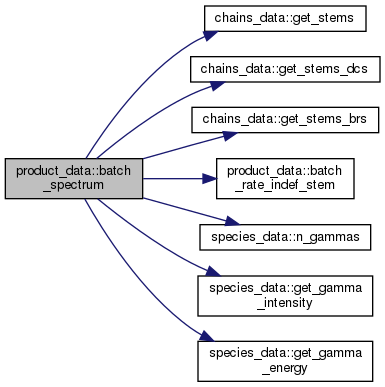 chains_data::get_stems
chains_data::get_stems_dcs
chains_data::get_stems_brs
product_data::batch
_spectrum
product_data::batch
_rate_indef_stem
species_data::n_gammas
species_data::get_gamma
_intensity
species_data::get_gamma
_energy